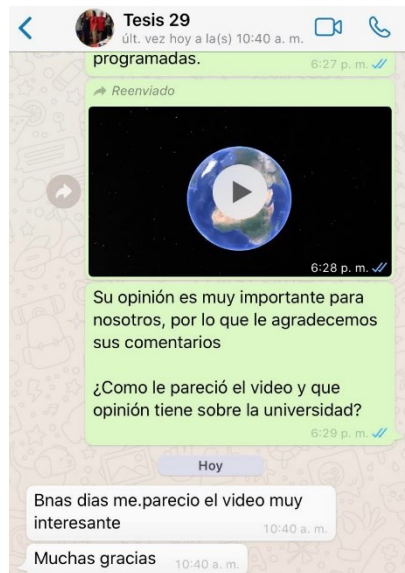 Tesis 29
últ. vez hoy a la(s) 10:40 a. m.
programadas.
6:27 p. m.
Reenviado
6:28 p. m.
Su opinión es muy importante para
nosotros, por lo que le agradecemos
sus comentarios
¿Como le pareció el video y que
opinión tiene sobre la universidad?
6:29 p. m.
Hoy
Bnas dias me.parecio el video muy
interesante
10:40 a. m.
Muchas gracias
10:40 a. m.